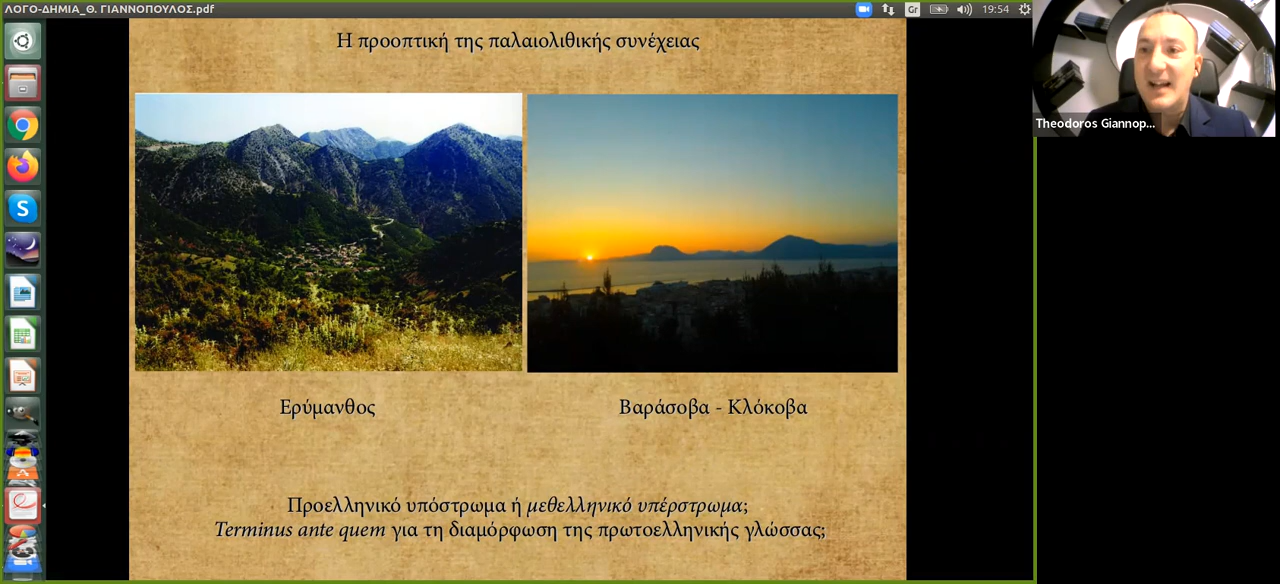 ΛΟΓΟ-ΔΗΜΙΑ_Θ. ΓΙΑΝΝΟΠΟΥΛΟΣ.pdf
Gr
19:54
Η προοπτική της παλαιολιθικής συνέχειας
Theodoros Giannop...
Ερύμανθος
Βαράσοβα - Κλόκοβα
Προελληνικό υπόστρωμα ή μεθελληνικό υπέρστρωμα;
Terminus ante quem για τη διαμόρφωση της πρωτοελληνικής γλώσσας;